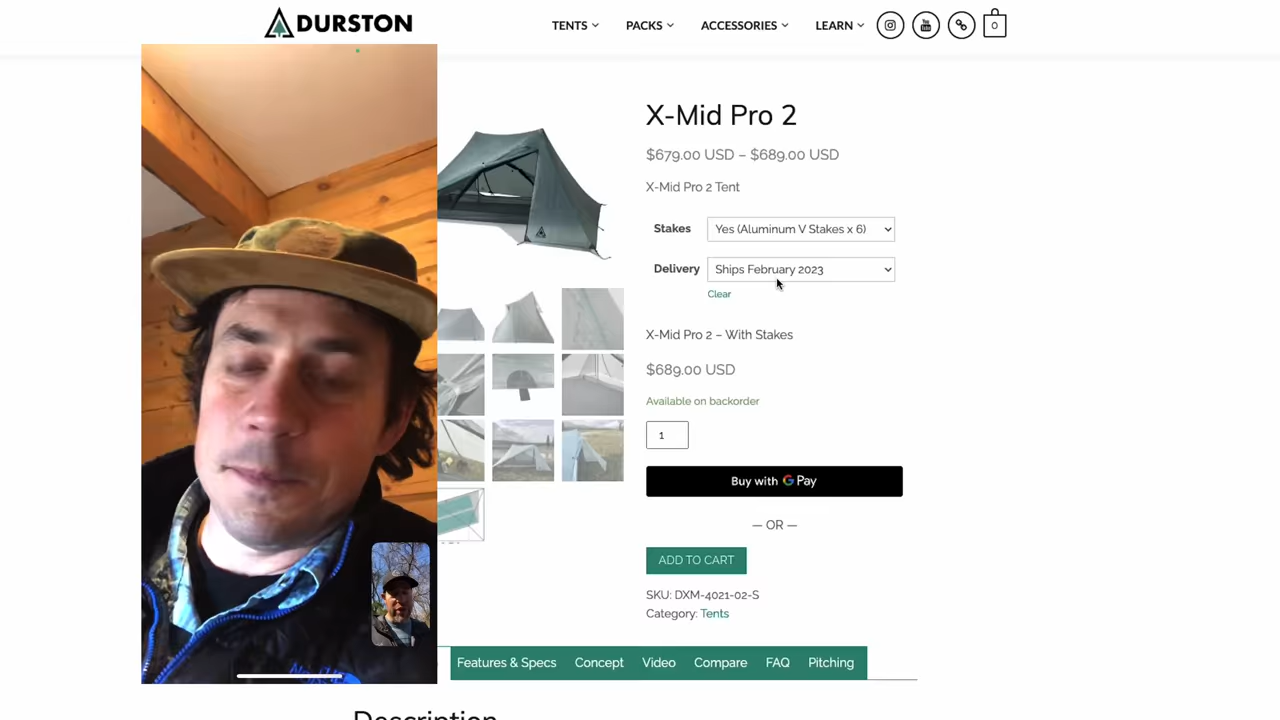 DURSTON
TENTS
PACKS
ACCESSORIES
LEARN
0
X-Mid Pro 2
$679.00 USD – $689.00 USD
X-Mid Pro 2 Tent
Stakes
Yes (Aluminum V Stakes x 6)
Delivery
Ships February 2023
Clear
X-Mid Pro 2 – With Stakes
$689.00 USD
Available on backorder
1
Buy with G Pay
— OR —
ADD TO CART
SKU: DXM-4021-02-S
Category: Tents
Features & Specs
Concept
Video
Compare
FAQ
Pitching
Description